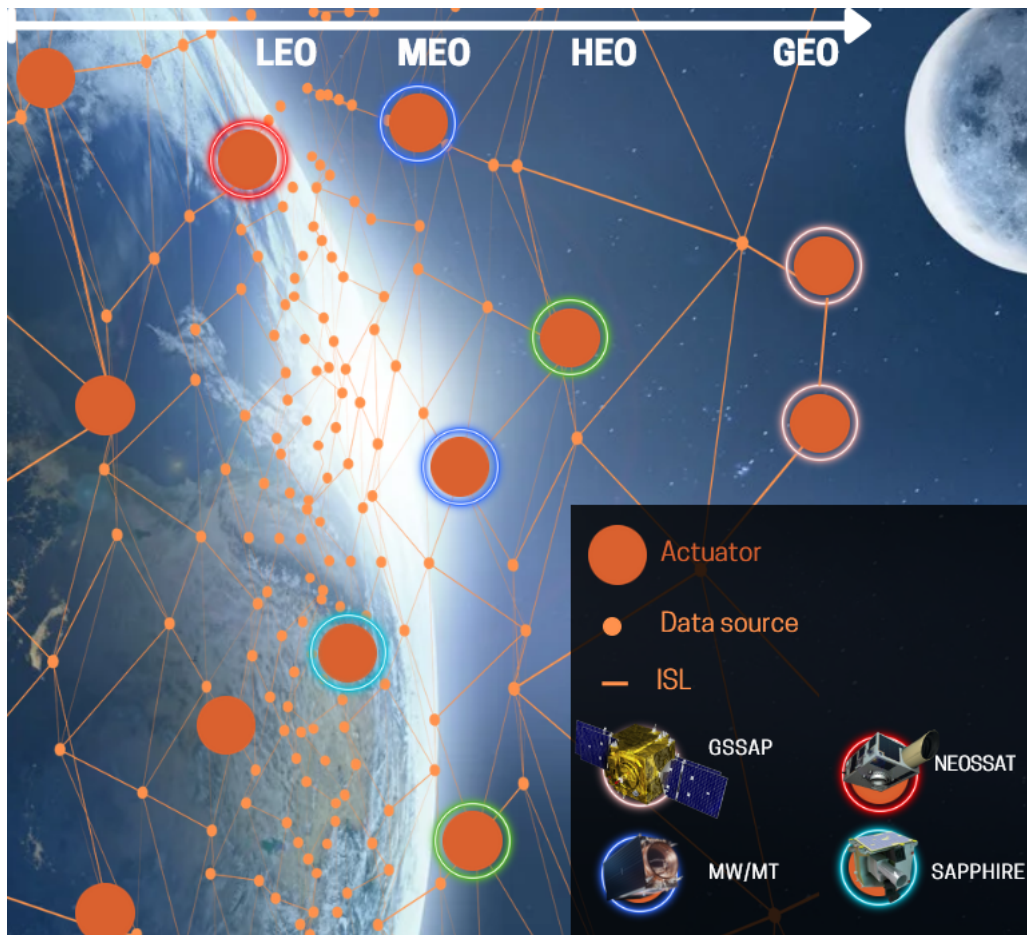 LEO MEO HEO GEO
Actuator
Data source
ISL
GSSAP
NEOSSAT
MW/MT
SAPPHIRE